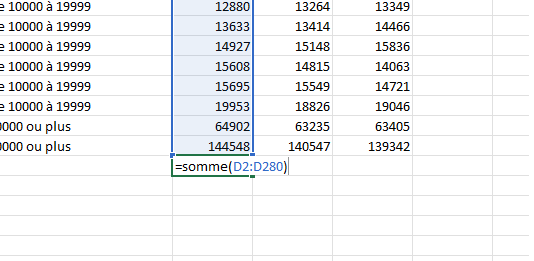 e 10000 à 19999 12880 13264 13349
e 10000 à 19999 13633 13414 14466
e 10000 à 19999 14927 15148 15836
e 10000 à 19999 15608 14815 14063
e 10000 à 19999 15695 15549 14721
e 10000 à 19999 19953 18826 19046
0000 ou plus 64902 63235 63405
0000 ou plus 144548 140547 139342
=somme(D2:D280)